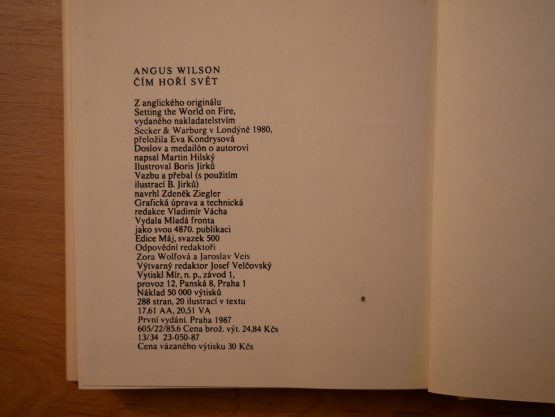 ANGUS WILSON
ČÍM HOŘÍ SVĚT
Z anglického originálu
Setting the World on Fire,
vydaného nakladatelstvím
Secker & Warburg v Londýně 1980,
přeložila Eva Kondrysová
Doslov a medailón o autorovi
napsal Martin Hilský
Ilustroval Boris Jirků
Vazbu a přebal (s použitím
ilustrací B. Jirků)
navrhl Zdeněk Ziegler
Grafická úprava a technická
redakce Vladimír Vácha
Vydala Mladá fronta
jako svou 4870. publikaci
Edice Máj, svazek 500
Odpovědní redaktoři
Zora Wolfová a Jaroslav Veis
Výtvarný redaktor Josef Velčovský
Vytiskl Mír, n. p., závod 1,
provoz 12, Panská 8, Praha 1
Náklad 50 000 výtisků
288 stran, 20 ilustrací v textu
17,61 AA, 20,51 VA
První vydání. Praha 1987
605/22/85.6 Cena brož. výt. 24,84 Kčs
13/34 23-050-87
Cena vázaného výtisku 30 Kčs